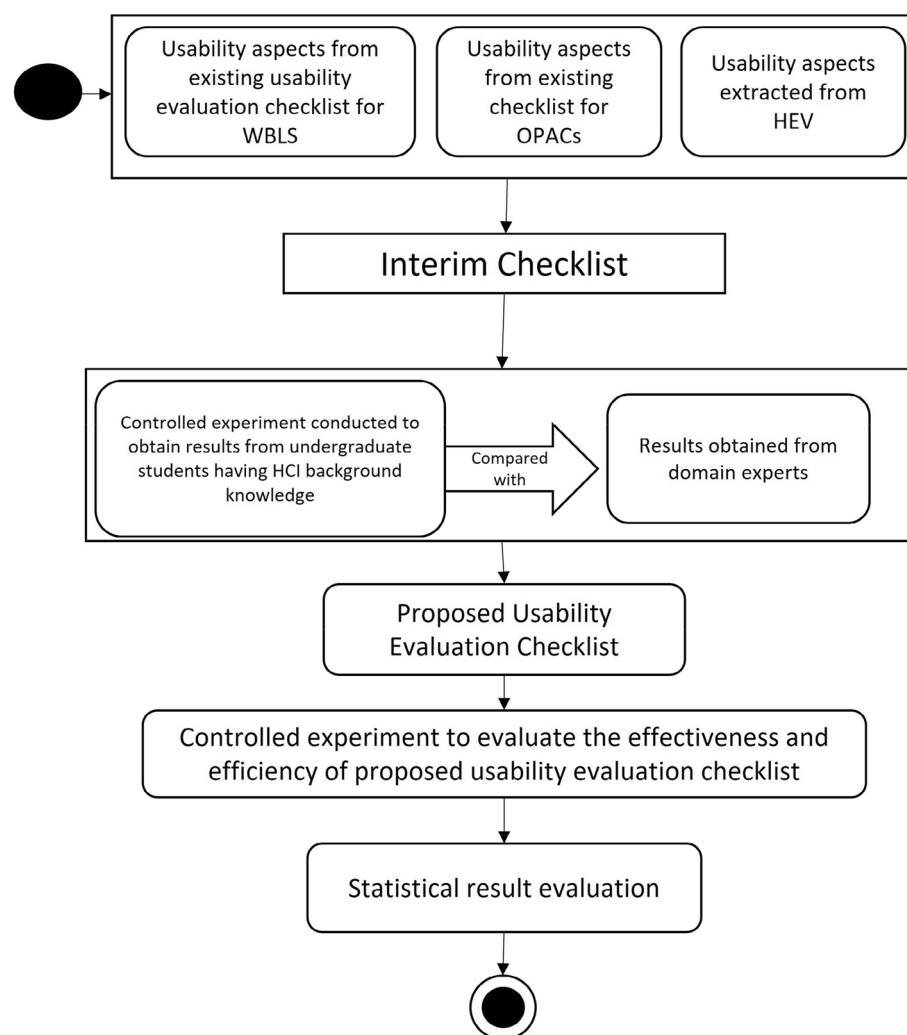 Usability aspects from
existing usability
evaluation checklist for
WBLS
Usability aspects
from existing
checklist for
OPACs
Usability aspects
extracted from
HEV
Interim Checklist
Controlled experiment conducted to
obtain results from undergraduate
students having HCI background
knowledge
Compared
with
Results obtained from
domain experts
Proposed Usability
Evaluation Checklist
Controlled experiment to evaluate the effectiveness and
efficiency of proposed usability evaluation checklist
Statistical result evaluation